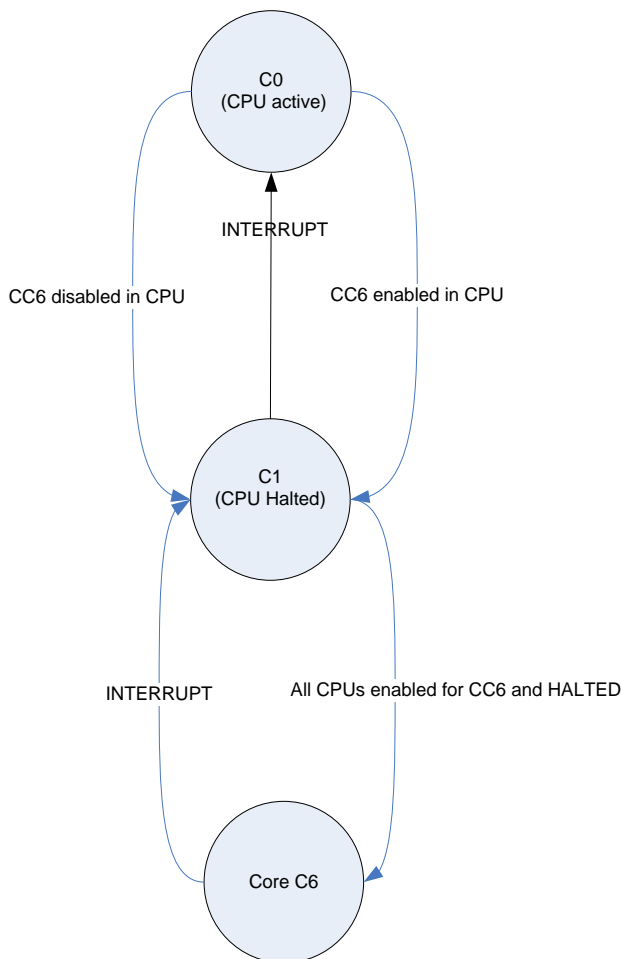 C0
(CPU active)
INTERRUPT
CC6 disabled in CPU
CC6 enabled in CPU
C1
(CPU Halted)
INTERRUPT
All CPUs enabled for CC6 and HALTED
Core C6